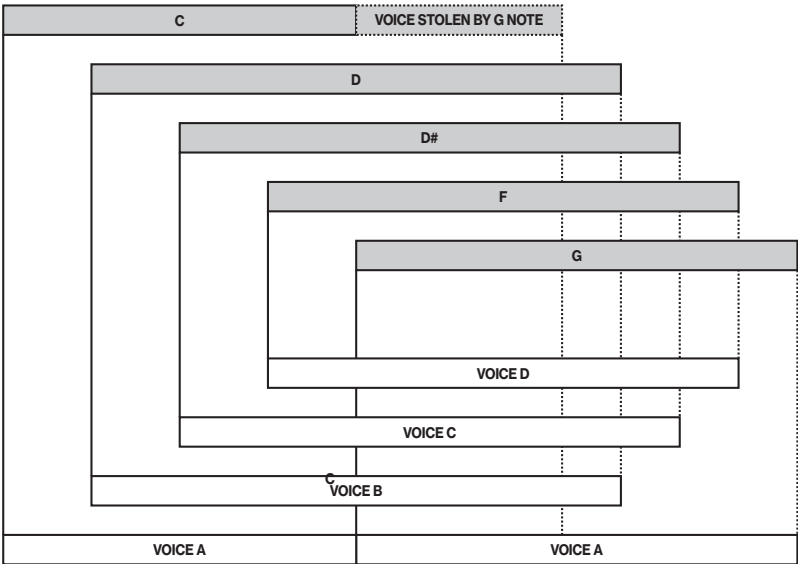 C VOICE STOLEN BY G NOTE
D
D#
F
G
VOICE D
VOICE C
C
VOICE B
VOICE A VOICE A